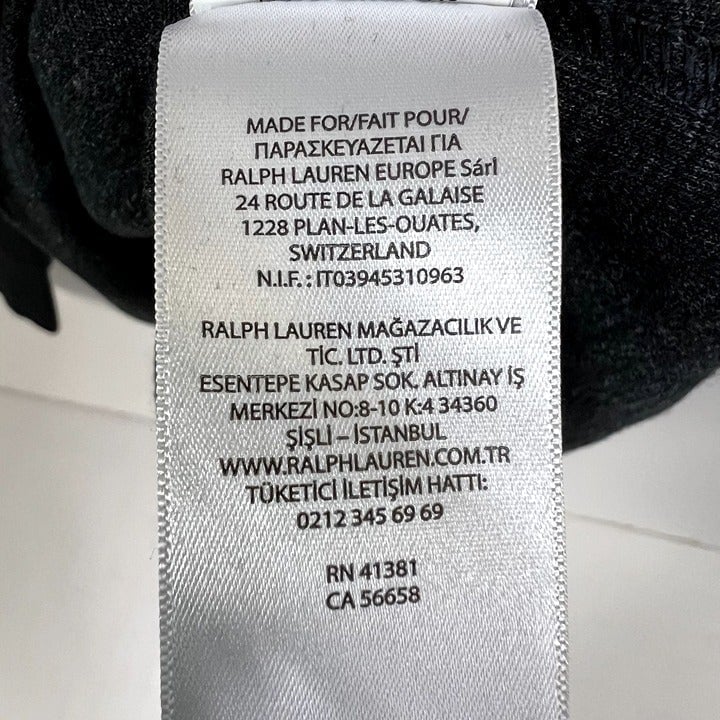 MADE FOR/FAIT POUR/
ΠΑΡΑΣΚΕΥΑΖΕΤΑΙ ΓΙΑ
RALPH LAUREN EUROPE Sárl
24 ROUTE DE LA GALAISE
1228 PLAN-LES-OUATES,
SWITZERLAND
N.I.F. : IT03945310963
RALPH LAUREN MAĞAZACILIK VE
TİC. LTD. ŞTİ
ESENTEPE KASAP SOK. ALTINAY İŞ
MERKEZİ NO:8-10 K:4 34360
ŞİŞLİ – İSTANBUL
WWW.RALPHLAUREN.COM.TR
TÜKETİCİ İLETİŞİM HATTI:
0212 345 69 69
RN 41381
CA 56658